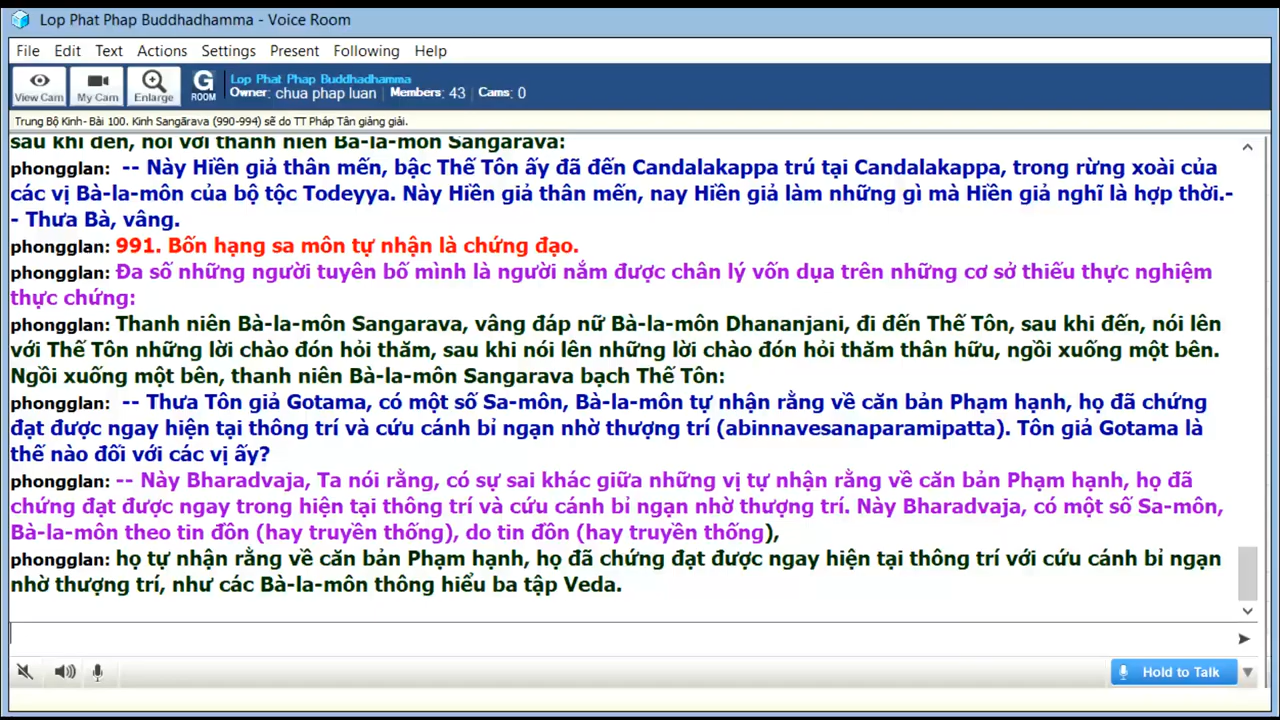 Lop Phat Phap Buddhadhamma - Voice Room
File Edit Text Actions Settings Present Following Help
View Cam My Cam Enlarge G ROOM Lop Phat Phap Buddhadhamma
Owner: chua phap luan Members: 43 Cams: 0
Trung Bộ Kinh- Bài 100. Kinh Sangãrava (990-994) sẽ do TT Pháp Tân giảng giải.
sau khi đến, nói với thanh niên Bà-la-môn Sangarava:
phongglan: -- Này Hiền giả thân mến, bậc Thế Tôn ấy đã đến Candalakappa trú tại Candalakappa, trong rừng xoài của
các vị Bà-la-môn của bộ tộc Todeyya. Này Hiền giả thân mến, nay Hiền giả làm những gì mà Hiền giả nghĩ là hợp thời.-
- Thưa Bà, vâng.
phongglan: 991. Bốn hạng sa môn tự nhận là chứng đạo.
phongglan: Đa số những người tuyên bố mình là người nắm được chân lý vốn dụa trên những cơ sở thiếu thực nghiệm
thực chứng:
phongglan: Thanh niên Bà-la-môn Sangarava, vâng đáp nữ Bà-la-môn Dhananjani, đi đến Thế Tôn, sau khi đến, nói lên
với Thế Tôn những lời chào đón hỏi thăm, sau khi nói lên những lời chào đón hỏi thăm thân hữu, ngồi xuống một bên.
Ngồi xuống một bên, thanh niên Bà-la-môn Sangarava bạch Thế Tôn:
phongglan: -- Thưa Tôn giả Gotama, có một số Sa-môn, Bà-la-môn tự nhận rằng về căn bản Phạm hạnh, họ đã chứng
đạt được ngay hiện tại thông trí và cứu cánh bỉ ngạn nhờ thượng trí (abinnavesanaparamipatta). Tôn giả Gotama là
thế nào đối với các vị ấy?
phongglan: -- Này Bharadvaja, Ta nói rằng, có sự sai khác giữa những vị tự nhận rằng về căn bản Phạm hạnh, họ đã
chứng đạt được ngay trong hiện tại thông trí và cứu cánh bỉ ngạn nhờ thượng trí. Này Bharadvaja, có một số Sa-môn,
Bà-la-môn theo tin đồn (hay truyền thống), do tin đồn (hay truyền thống),
phongglan: họ tự nhận rằng về căn bản Phạm hạnh, họ đã chứng đạt được ngay hiện tại thông trí với cứu cánh bỉ ngạn
nhờ thượng trí, như các Bà-la-môn thông hiểu ba tập Veda.
Hold to Talk